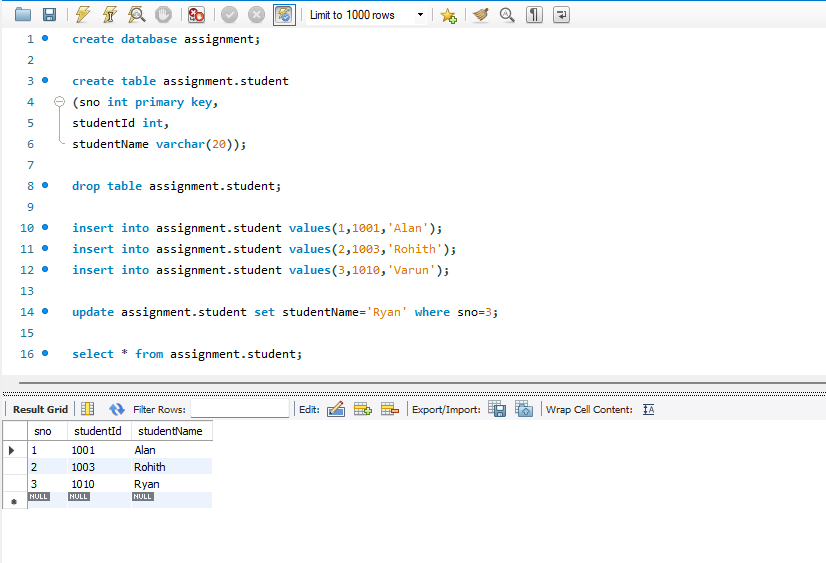 Limit to 1000 rows
1 create database assignment;
2
3 create table assignment.student
4 (sno int primary key,
5 studentId int,
6 studentName varchar(20));
7
8 drop table assignment.student;
9
10 insert into assignment.student values(1,1001,'Alan');
11 insert into assignment.student values(2,1003,'Rohith');
12 insert into assignment.student values(3,1010,'Varun');
13
14 update assignment.student set studentName='Ryan' where sno=3;
15
16 select * from assignment.student;
Result Grid Filter Rows: Edit: Export/Import: Wrap Cell Content:
sno studentId studentName
1 1001 Alan
2 1003 Rohith
3 1010 Ryan
NULL NULL NULL